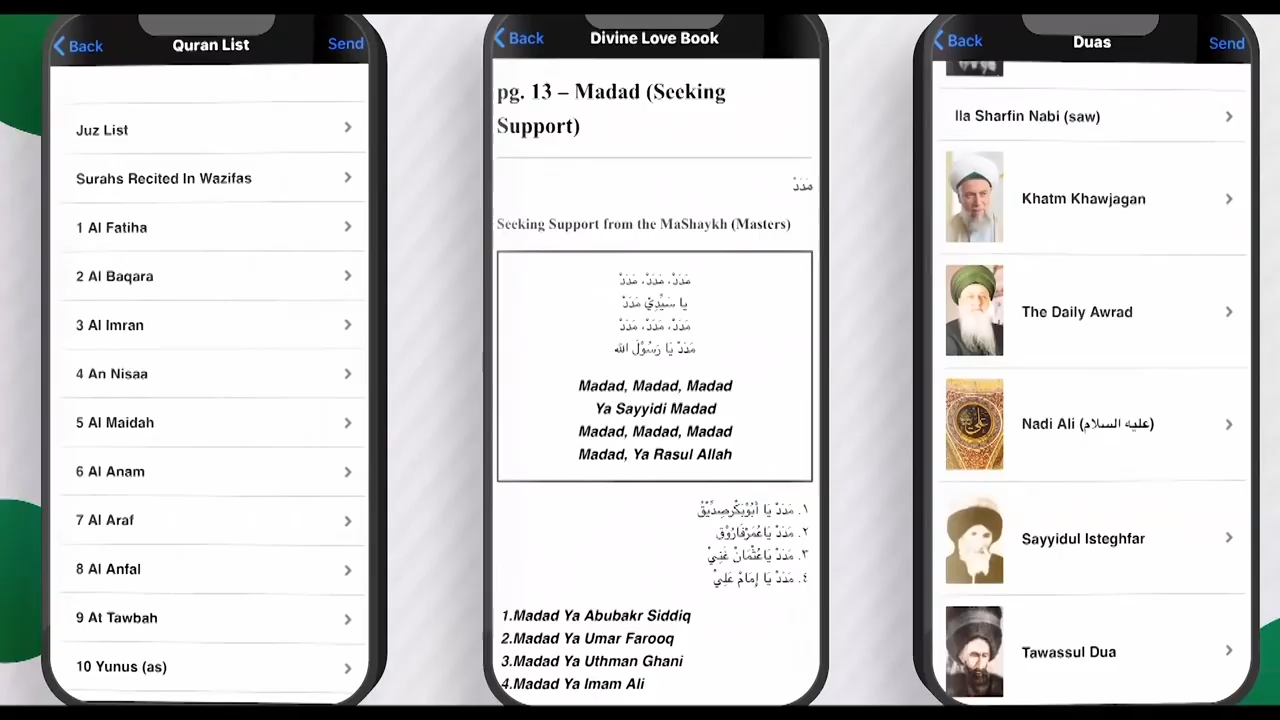 Back
Quran List
Send
Juz List
Surahs Recited In Wazifas
1 Al Fatiha
2 Al Baqara
3 Al Imran
4 An Nisaa
5 Al Maidah
6 Al Anam
7 Al Araf
8 Al Anfal
9 At Tawbah
10 Yunus (as)
Back
Divine Love Book
pg. 13 – Madad (Seeking
Support)
مَدَدْ
Seeking Support from the MaShaykh (Masters)
مَدَدْ، مَدَدْ، مَدَدْ
يا سَيِّدِيْ مَدَدْ
مَدَدْ، مَدَدْ، مَدَدْ
مَدَدْ يَا رَسُوْلَ الله
Madad, Madad, Madad
Ya Sayyidi Madad
Madad, Madad, Madad
Madad, Ya Rasul Allah
١. مَدَدْ يَا أَبُوْبَكْرصِدِّيْقْ
٢. مَدَدْ يَاعُمَرْفَارُوْق
٣. مَدَدْ يَاعُثْمَانْ غَنِيْ
٤. مَدَدْ يَا إِمَامْ عَلِيْ
1.Madad Ya Abubakr Siddiq
2.Madad Ya Umar Farooq
3.Madad Ya Uthman Ghani
4.Madad Ya Imam Ali
Back
Duas
Send
Ila Sharfin Nabi (saw)
Khatm Khawjagan
The Daily Awrad
Nadi Ali (عليه السلام)
Sayyidul Isteghfar
Tawassul Dua